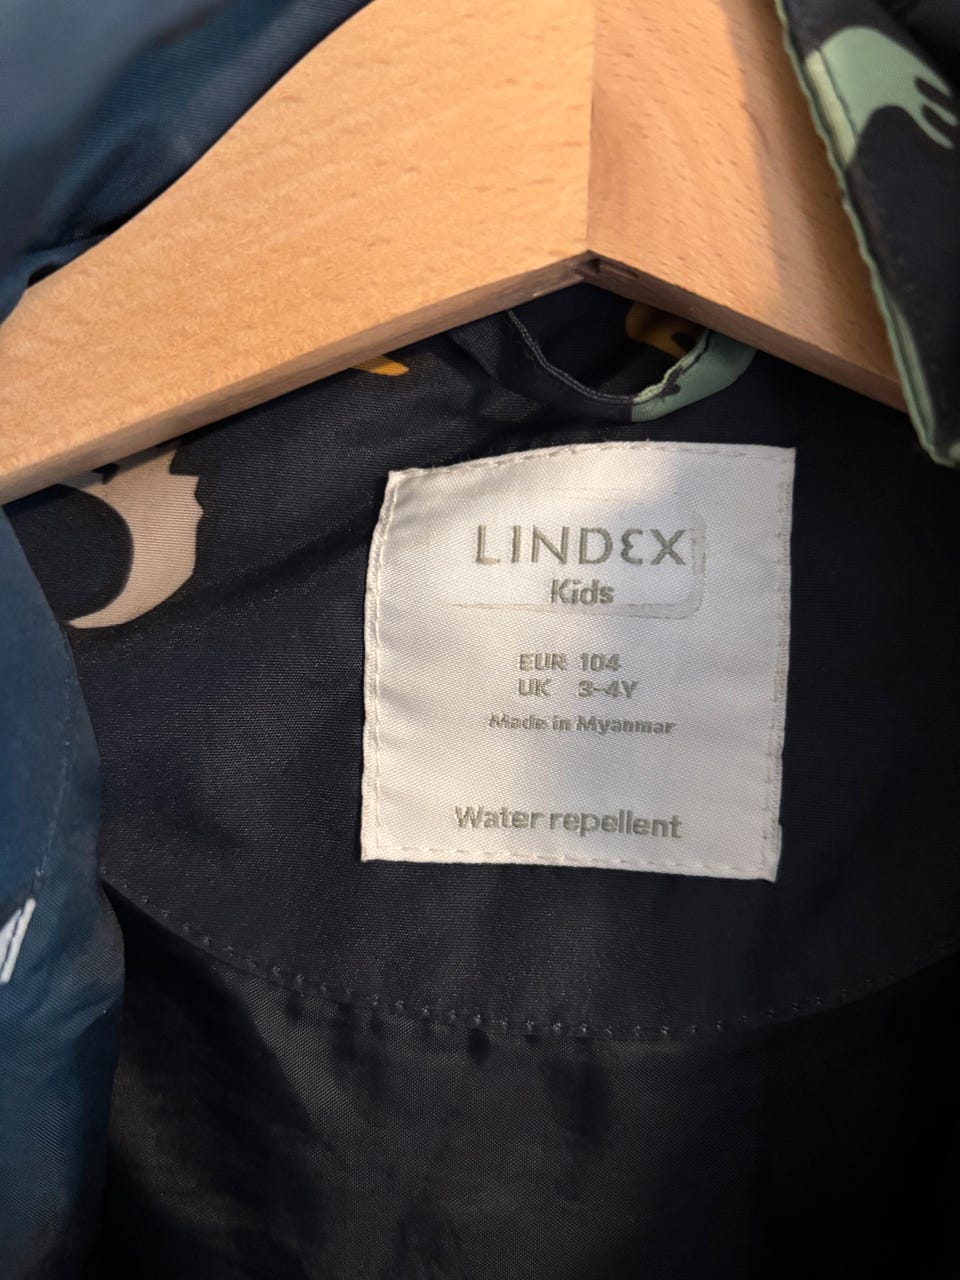 LINDEX
Kids
EUR 104
UK 3-4Y
Made in Myanmar
Water repellent